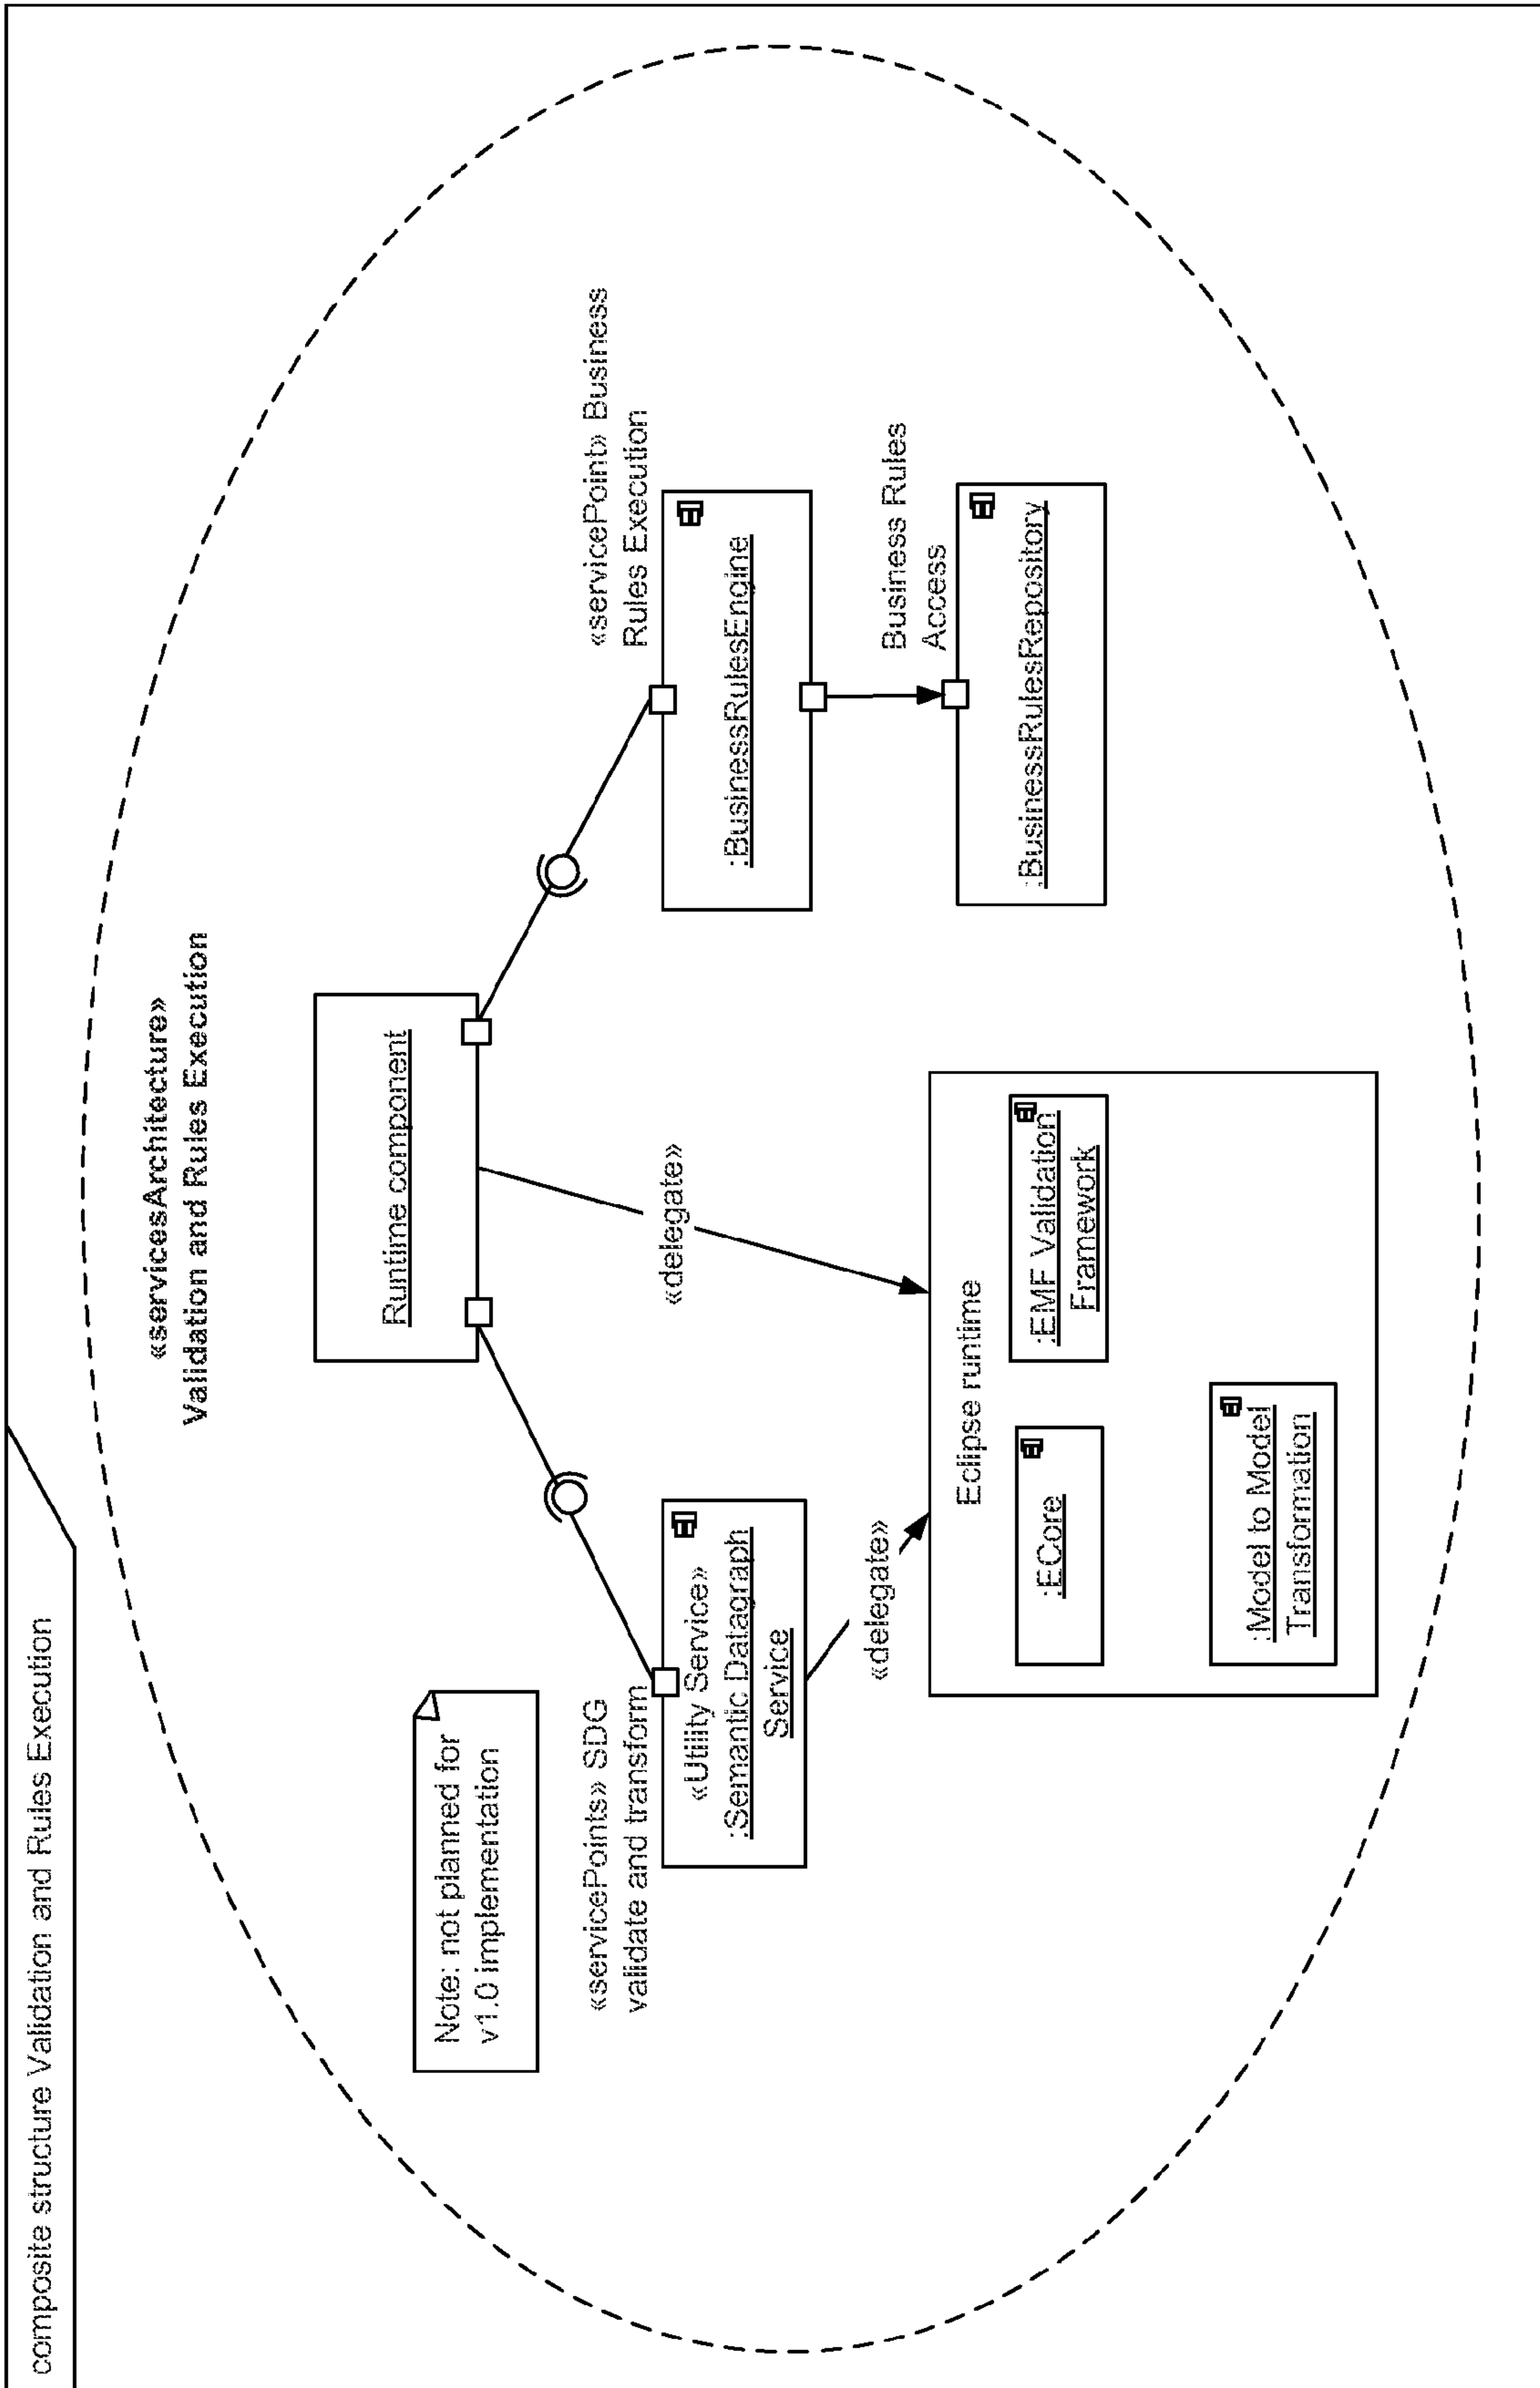 composite structure Validation and Rules Execution
«servicesArchitecture»
Validation and Rules Execution
Runtime component
Note: not planned for
v1.0 implementation
«servicePoints» SDG
validate and transform
«servicePoint» Business
Rules Execution
«Utility Service»
:Semantic Datagraph
Service
«delegate»
:BusinessRulesEngine
«delegate»
Business Rules
Access
Eclipse runtime
:ECore
:EMF Validation
Framework
:BusinessRulesRepository
:Model to Model
Transformation